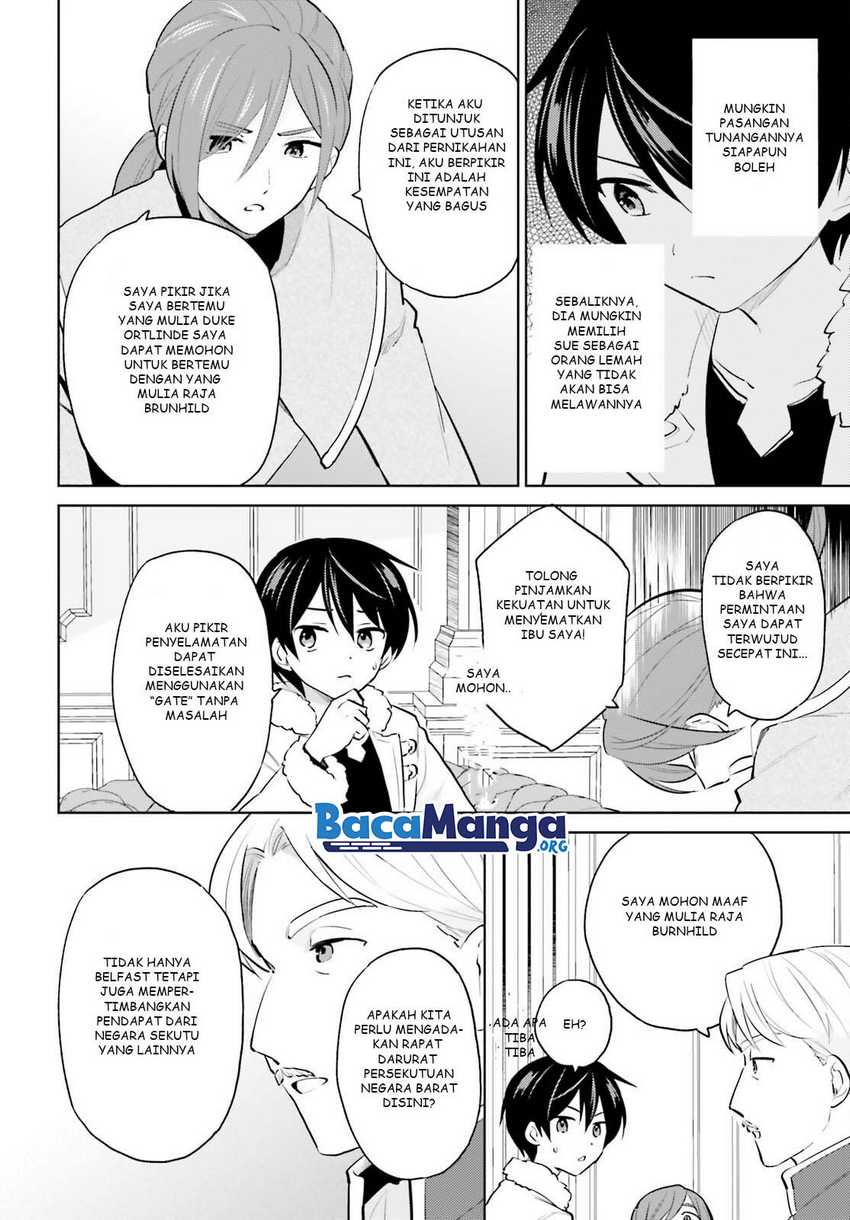 MUNGKIN
PASANGAN
TUNANGANNYA
SIAPAPUN
BOLEH
SEBALIKNYA,
DIA MUNGKIN
MEMILIH
SUE SEBAGAI
ORANG LEMAH
YANG TIDAK
AKAN BISA
MELAWANNYA
KETIKA AKU
DITUNJUK
SEBAGAI UTUSAN
DARI PERNIKAHAN
INI, AKU BERPIKIR
INI ADALAH
KESEMPATAN
YANG BAGUS
SAYA PIKIR JIKA
SAYA BERTEMU
YANG MULIA DUKE
ORTLINDE SAYA
DAPAT MEMOHON
UNTUK BERTEMU
DENGAN YANG
MULIA RAJA
BRUNHILD
SAYA
TIDAK BERPIKIR
BAHWA
PERMINTAAN
SAYA DAPAT
TERWUJUD
SECEPAT INI...
TOLONG
PINJAMKAN
KEKUATAN UNTUK
MENYEMATKAN
IBU SAYA!
SAYA
MOHON..
AKU PIKIR
PENYELAMATAN
DAPAT
DISELESAIKAN
MENGGUNAKAN
"GATE" TANPA
MASALAH
BACAMANGA
.ORG
SAYA MOHON MAAF
YANG MULIA RAJA
BURNHILD
EH?
.ADA APA
TIBA
TIBA
APAKAH KITA
PERLU MENGADA-
KAN RAPAT
DARURAT
PERSEKUTUAN
NEGARA BARAT
DISINI?
TIDAK HANYA
BELFAST TETAPI
JUGA MEMPER-
TIMBANGKAN
PENDAPAT DARI
NEGARA SEKUTU
YANG LAINNYA